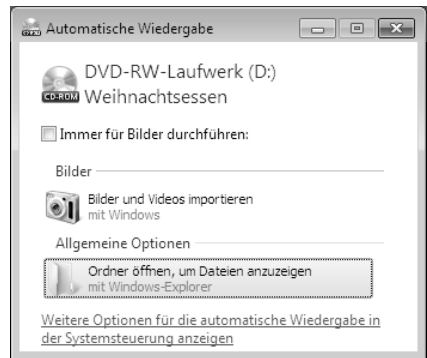 Automatische Wiedergabe
DVD-RW-Laufwerk (D:)
Weihnachtsessen
CD-ROM
Immer für Bilder durchführen:
Bilder
Bilder und Videos importieren
mit Windows
Allgemeine Optionen
Ordner öffnen, um Dateien anzuzeigen
mit Windows-Explorer
Weitere Optionen für die automatische Wiedergabe in
der Systemsteuerung anzeigen